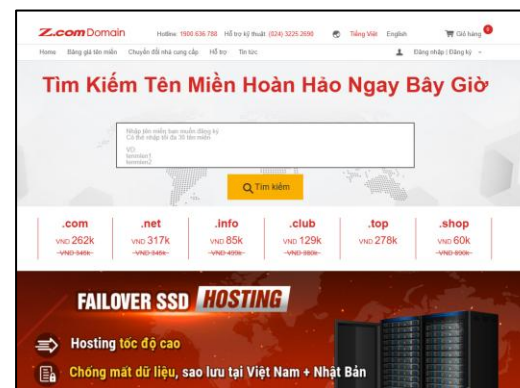 Z.com Domain
Hotline: 1900 636 788 Hỗ trợ kỹ thuật: (024) 3225 2698 Tiếng Việt English Giỏ hàng 0
Home Bảng giá tên miền Chuyển đổi nhà cung cấp Hỗ trợ Tin tức Đăng nhập | Đăng ký
Tìm Kiếm Tên Miền Hoàn Hảo Ngay Bây Giờ
Nhập tên miền bạn muốn đăng ký
Có thể nhập tối đa 30 tên miền
VD:
tenmien1
tenmien2
Tìm kiếm
.com .net .info .club .top .shop
VND 262k VND 317k VND 85k VND 129k VND 278k VND 60k
FAILOVER SSD HOSTING
Hosting tốc độ cao
Chống mất dữ liệu, sao lưu tại Việt Nam + Nhật Bản